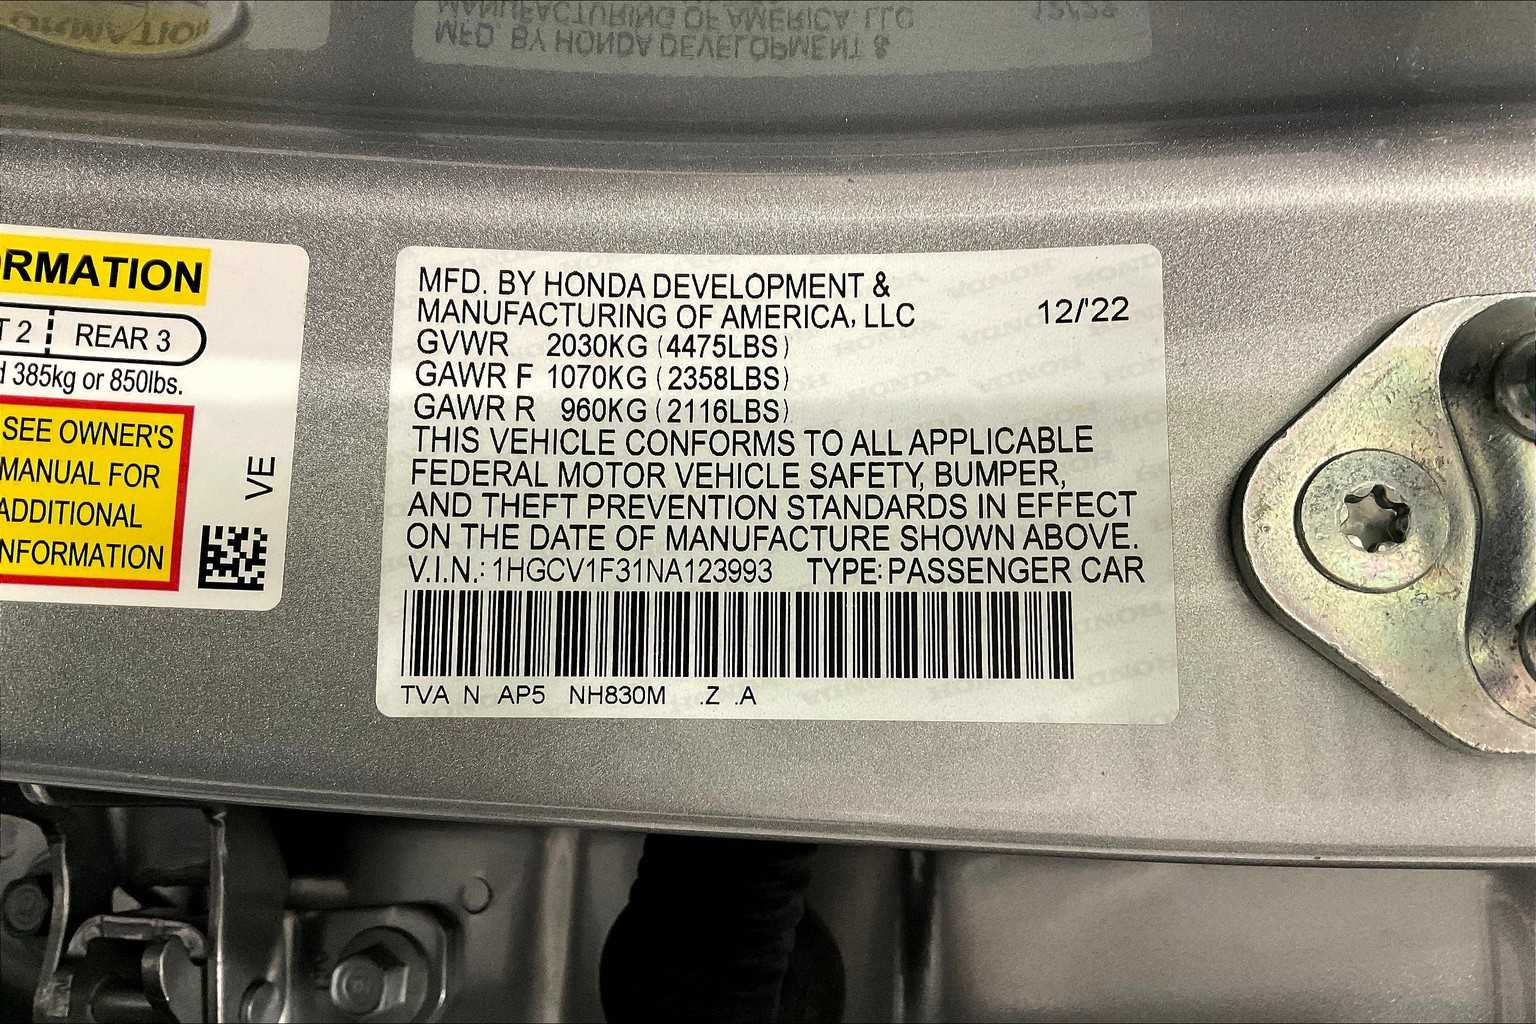 MFD. BY HONDA DEVELOPMENT &
MANUFACTURING OF AMERICA, LLC 12/'22
GVWR 2030KG (4475LBS)
GAWR F 1070KG (2358LBS)
GAWR R 960KG (2116LBS)
THIS VEHICLE CONFORMS TO ALL APPLICABLE
FEDERAL MOTOR VEHICLE SAFETY, BUMPER,
AND THEFT PREVENTION STANDARDS IN EFFECT
ON THE DATE OF MANUFACTURE SHOWN ABOVE.
V.I.N.: 1HGCV1F31NA123993 TYPE: PASSENGER CAR
TVA N AP5 NH830M .Z .A
ORMATION
T 2 REAR 3
d 385kg or 850lbs.
SEE OWNER'S
MANUAL FOR
ADDITIONAL
NFORMATION
VE